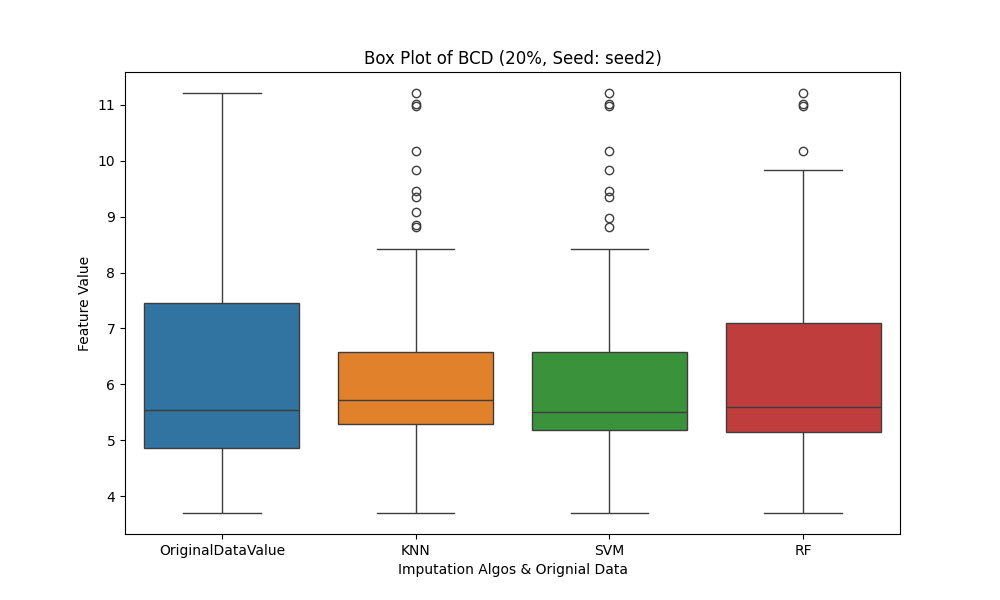 Box Plot of BCD (20%, Seed: seed2)
Feature Value
11
10
9
8
7
6
5
4
OriginalDataValue
KNN
SVM
RF
Imputation Algos & Orignial Data